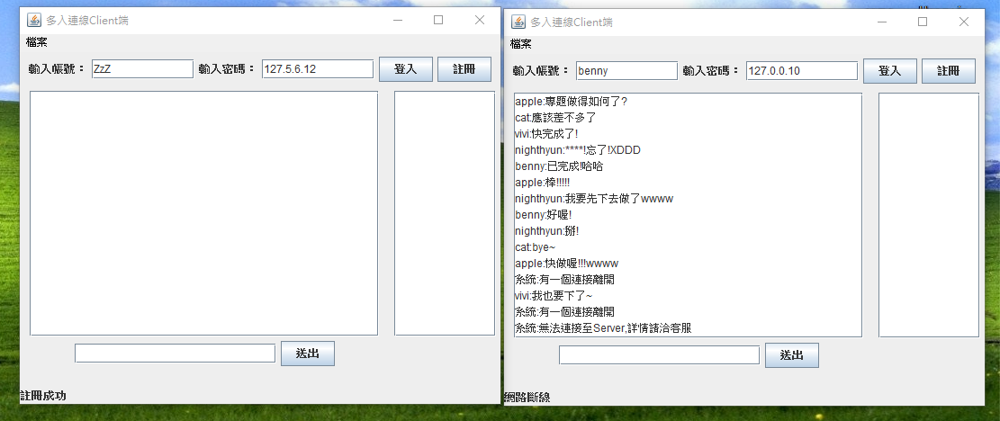 多入連線Client端
檔案
輸入帳號： ZzZ 輸入密碼： 127.5.6.12 登入 註冊
送出
註冊成功
多入連線Client端
檔案
輸入帳號： benny 輸入密碼： 127.0.0.10 登入 註冊
apple:專題做得如何了?
cat:應該差不多了
vivi:快完成了!
nighthyun:****!忘了!XDDD
benny:已完成!哈哈
apple:棒!!!!!
nighthyun:我要先下去做了wwww
benny:好喔!
nighthyun:掰!
cat:bye~
apple:快做喔!!!wwww
系統:有一個連接離開
vivi:我也要下了~
系統:有一個連接離開
系統:無法連接至Server,詳情請洽客服
送出
網路斷線